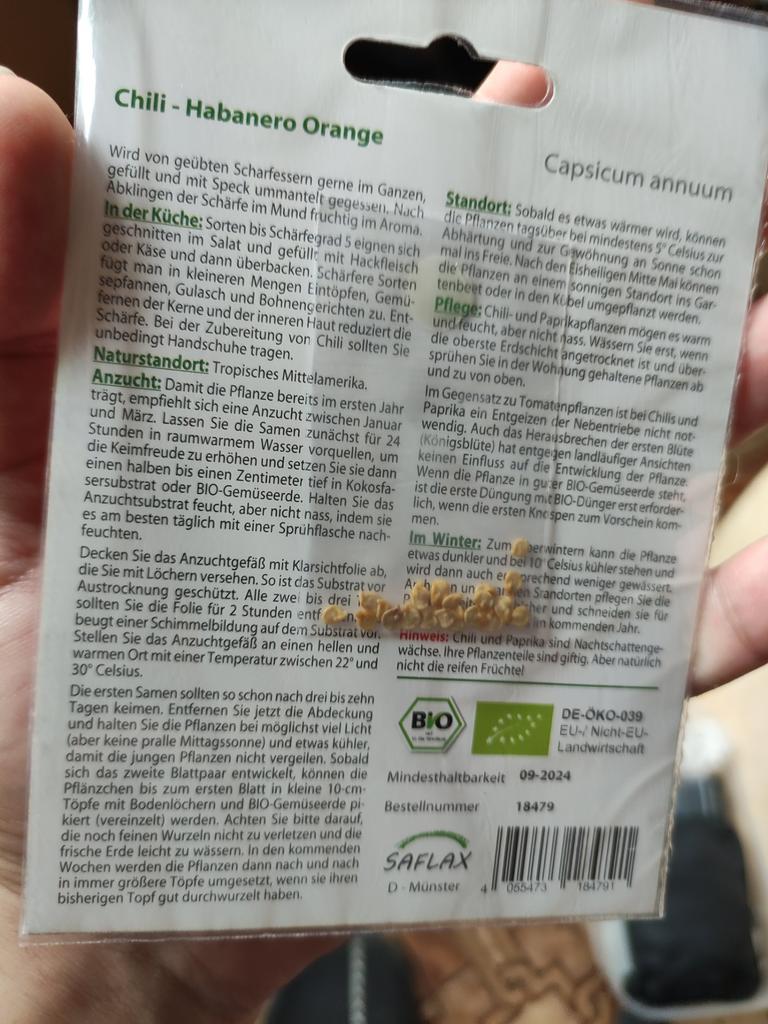 Chili - Habanero Orange
Capsicum annuum
Wird von geübten Scharfessern gerne im Ganzen,
gefüllt und mit Speck ummantelt gegessen. Nach
Abklingen der Schärfe im Mund fruchtig im Aroma.
In der Küche: Sorten bis Schärfegrad 5 eignen sich
geschnitten im Salat und gefüllt mit Hackfleisch
oder Käse und dann überbacken. Schärfere Sorten
fügt man in kleineren Mengen Eintöpfen, Gemü-
sepfannen, Gulasch und Bohnengerichten zu. Ent-
fernen der Kerne und der inneren Haut reduziert die
Schärfe. Bei der Zubereitung von Chili sollten Sie
unbedingt Handschuhe tragen.
Naturstandort: Tropisches Mittelamerika.
Anzucht: Damit die Pflanze bereits im ersten Jahr
trägt, empfiehlt sich eine Anzucht zwischen Januar
und März. Lassen Sie die Samen zunächst für 24
Stunden in raumwarmem Wasser vorquellen, um
die Keimfreude zu erhöhen und setzen Sie sie dann
einen halben bis einen Zentimeter tief in Kokosfa-
sersubstrat oder BIO-Gemüseerde. Halten Sie das
Anzuchtsubstrat feucht, aber nicht nass, indem sie
es am besten täglich mit einer Sprühflasche nach-
feuchten.
Decken Sie das Anzuchtgefäß mit Klarsichtfolie ab,
die Sie mit Löchern versehen. So ist das Substrat vor
Austrocknung geschützt. Alle zwei bis drei
sollten Sie die Folie für 2 Stunden
beugt einer Schimmelbildung auf dem Substrat vor.
Stellen Sie das Anzuchtgefäß an einen hellen und
warmen Ort mit einer Temperatur zwischen 22° und
30° Celsius.
Die ersten Samen sollten so schon nach drei bis zehn
Tagen keimen. Entfernen Sie jetzt die Abdeckung
und halten Sie die Pflanzen bei möglichst viel Licht
(aber keine pralle Mittagssonne) und etwas kühler,
damit die jungen Pflanzen nicht vergeilen. Sobald
sich das zweite Blattpaar entwickelt, können die
Pflänzchen bis zum ersten Blatt in kleine 10-cm-
Töpfe mit Bodenlöchern und BIO-Gemüseerde pi-
kiert (vereinzelt) werden. Achten Sie bitte darauf,
die noch feinen Wurzeln nicht zu verletzen und die
frische Erde leicht zu wässern. In den kommenden
Wochen werden die Pflanzen dann nach und nach
in immer größere Töpfe umgesetzt, wenn sie ihren
bisherigen Topf gut durchwurzelt haben.
Standort: Sobald es etwas wärmer wird, können
die Pflanzen tagsüber bei mindestens 5° Celsius zur
Abhärtung und zur Gewöhnung an Sonne schon
mal ins Freie. Nach den Eisheiligen Mitte Mai können
die Pflanzen an einem sonnigen Standort ins Gar-
tenbeet oder in den Kübel umgepflanzt werden.
Pflege: Chili- und Paprikapflanzen mögen es warm
und feucht, aber nicht nass. Wässern Sie erst, wenn
die oberste Erdschicht angetrocknet ist und über-
sprühen Sie in der Wohnung gehaltene Pflanzen ab
und zu von oben.
Im Gegensatz zu Tomatenpflanzen ist bei Chilis und
Paprika ein Entgeizen der Nebentriebe nicht not-
wendig. Auch das Herausbrechen der ersten Blüte
(Königsblüte) hat entgegen landläufiger Ansichten
keinen Einfluss auf die Entwicklung der Pflanze.
Wenn die Pflanze in guter BIO-Gemüseerde steht,
ist die erste Düngung mit BIO-Dünger erst erforder-
lich, wenn die ersten Knospen zum Vorschein kom-
men.
Im Winter: Zum Überwintern kann die Pflanze
etwas dunkler und bei 10° Celsius kühler stehen und
wird dann auch entsprechend weniger gewässert.
Standorten pflegen Sie die
und schneiden sie für
im kommenden Jahr.
Hinweis: Chili und Paprika sind Nachtschattenge-
wächse. Ihre Pflanzenteile sind giftig. Aber natürlich
nicht die reifen Früchte!
BIO
DE-ÖKO-039
EU-/ Nicht-EU-
Landwirtschaft
Mindesthaltbarkeit 09-2024
Bestellnummer 18479
SAFLAX
D - Münster
4 055473 184791